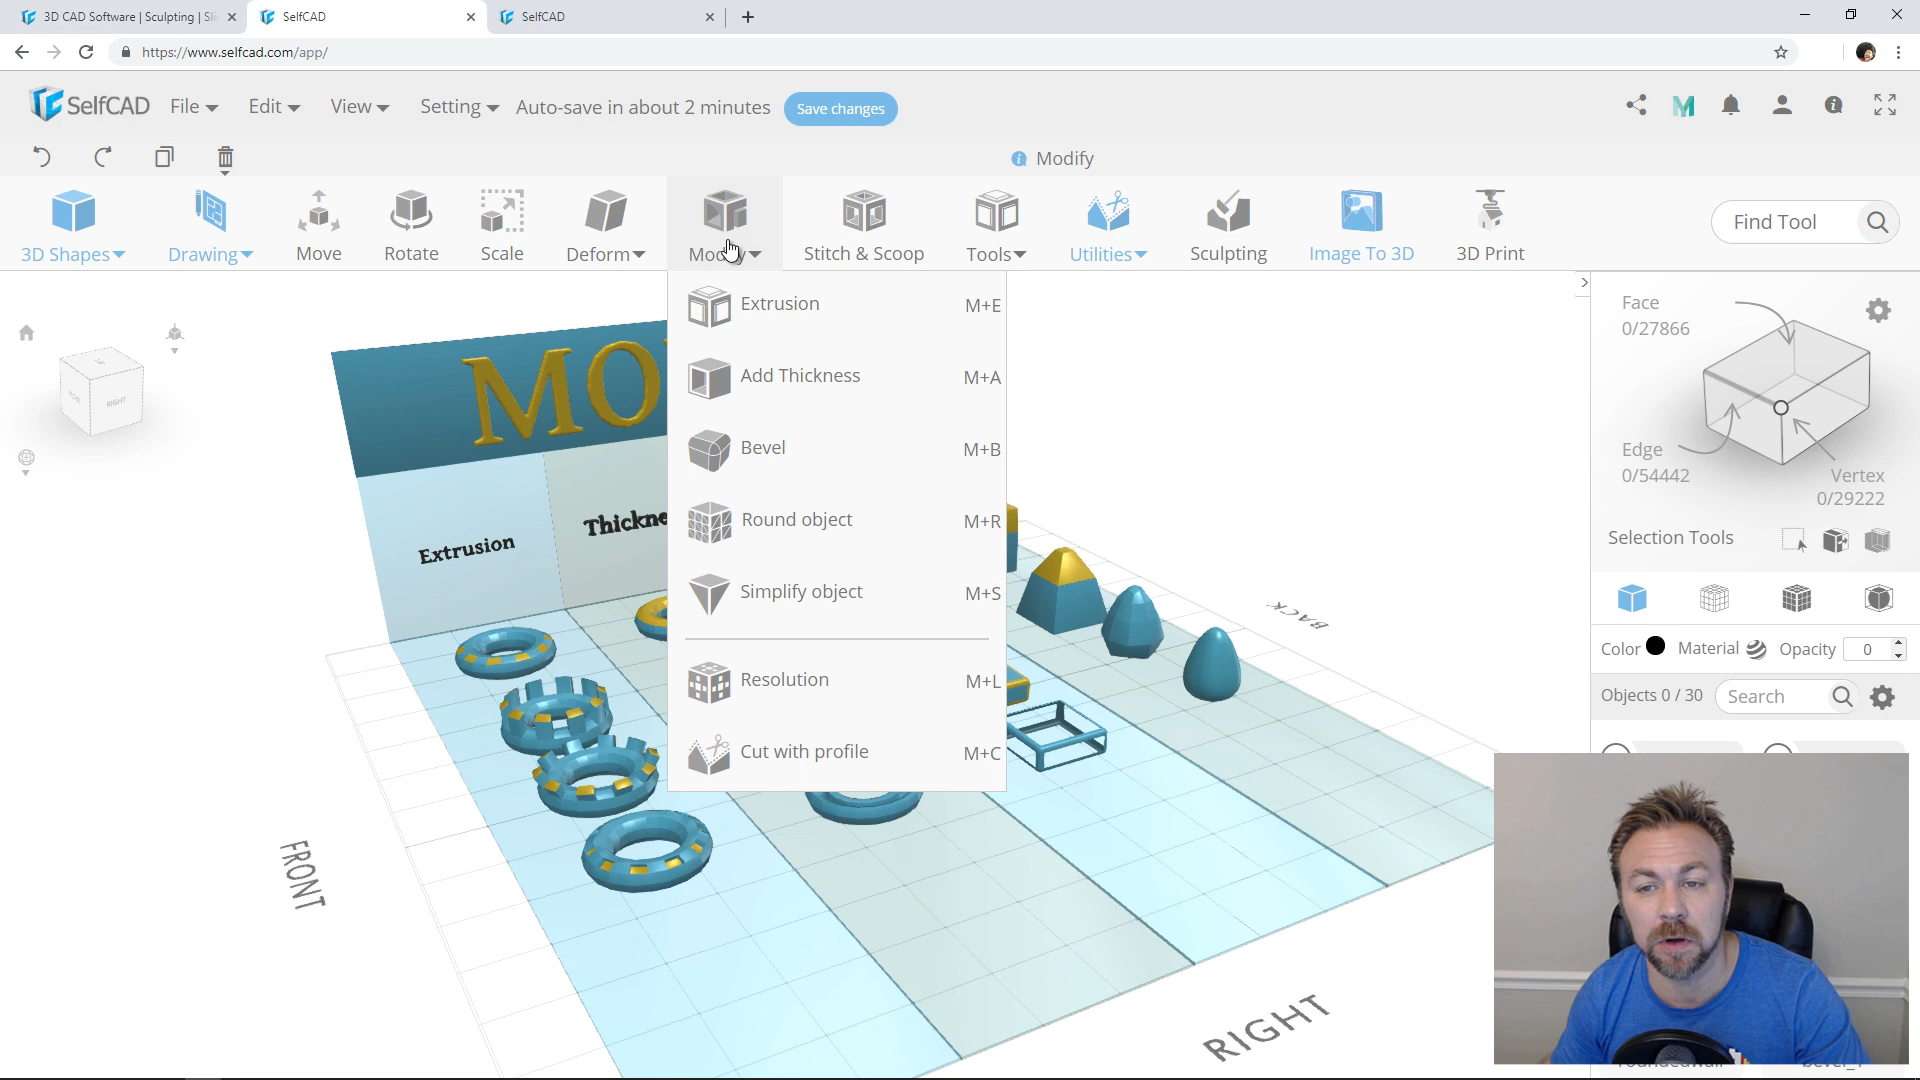 3D CAD Software | Sculpting | Sli
SelfCAD
SelfCAD
https://www.selfcad.com/app/
SelfCAD
File
Edit
View
Setting
Auto-save in about 2 minutes
Save changes
Modify
3D Shapes
Drawing
Move
Rotate
Scale
Deform
Modify
Stitch & Scoop
Tools
Utilities
Sculpting
Image To 3D
3D Print
Find Tool
Extrusion M+E
Add Thickness M+A
Bevel M+B
Round object M+R
Simplify object M+S
Resolution M+L
Cut with profile M+C
MO
Extrusion
Thickne
FRONT
RIGHT
BACK
RIGHT
Face
0/27866
Edge
0/54442
Vertex
0/29222
Selection Tools
Color
Material
Opacity 0
Objects 0 / 30
Search